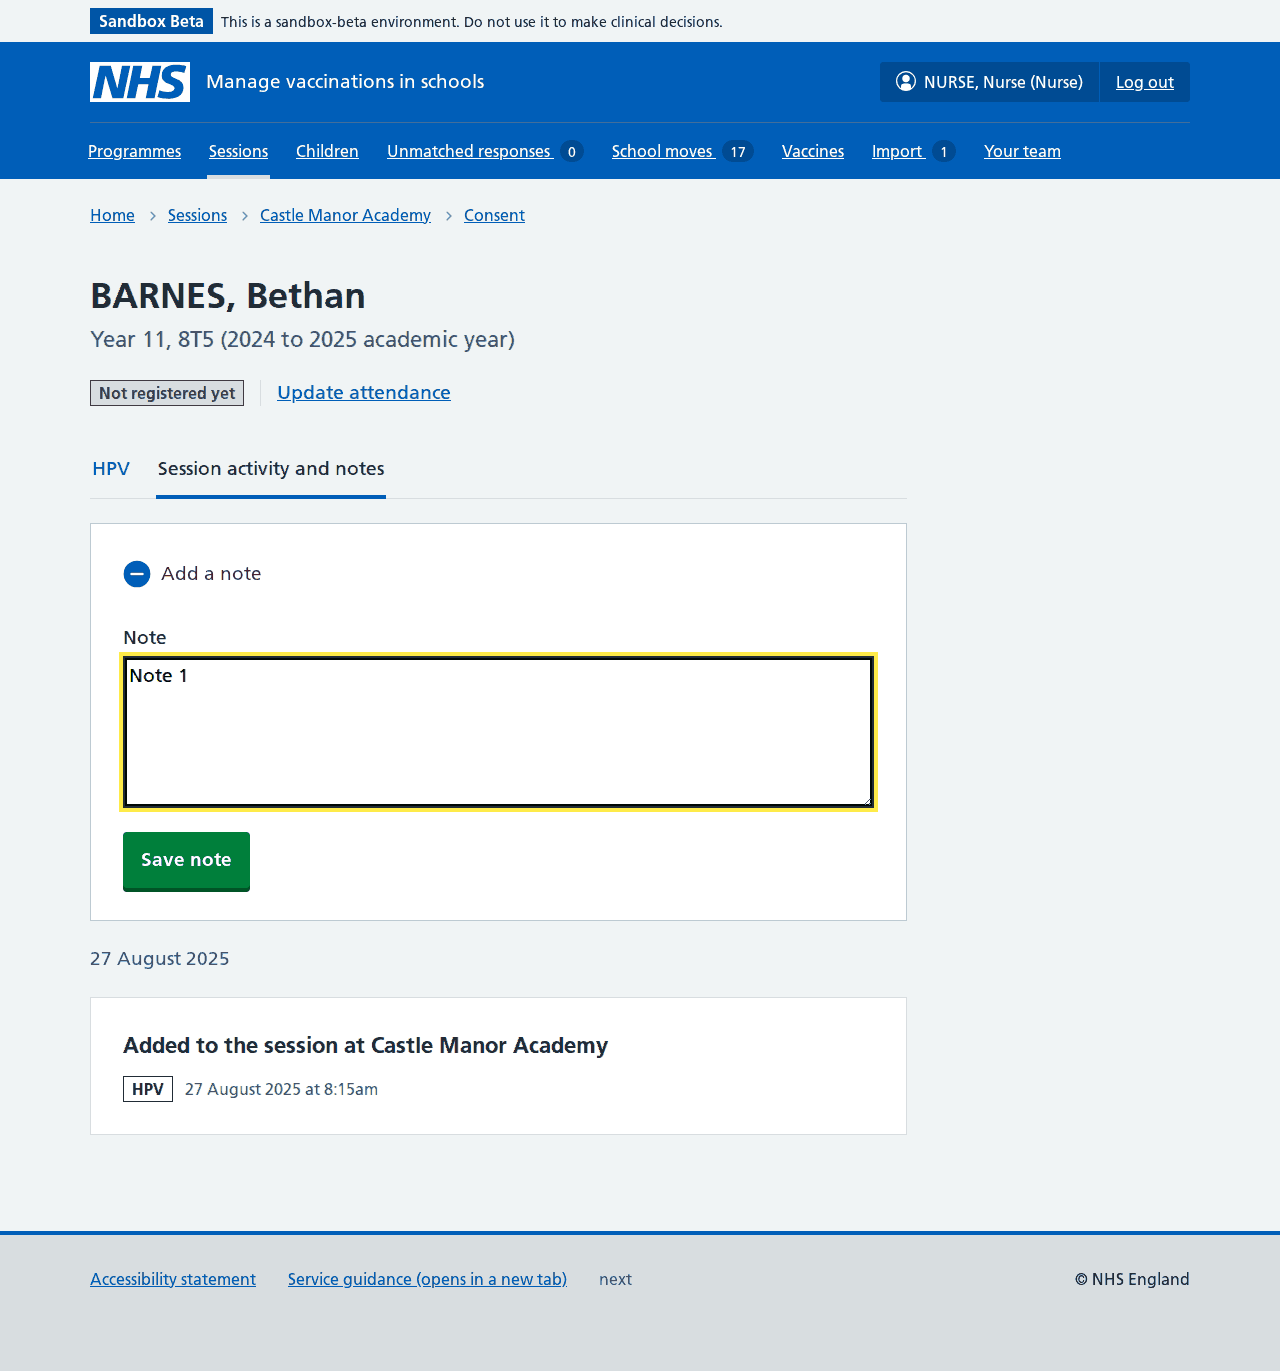 Sandbox Beta This is a sandbox-beta environment. Do not use it to make clinical decisions.
NHS Manage vaccinations in schools NURSE, Nurse (Nurse) Log out
Programmes Sessions Children Unmatched responses 0 School moves 17 Vaccines Import 1 Your team
Home Sessions Castle Manor Academy Consent
BARNES, Bethan
Year 11, 8T5 (2024 to 2025 academic year)
Not registered yet Update attendance
HPV Session activity and notes
Add a note
Note
Note 1
Save note
27 August 2025
Added to the session at Castle Manor Academy
HPV 27 August 2025 at 8:15am
Accessibility statement Service guidance (opens in a new tab) next © NHS England